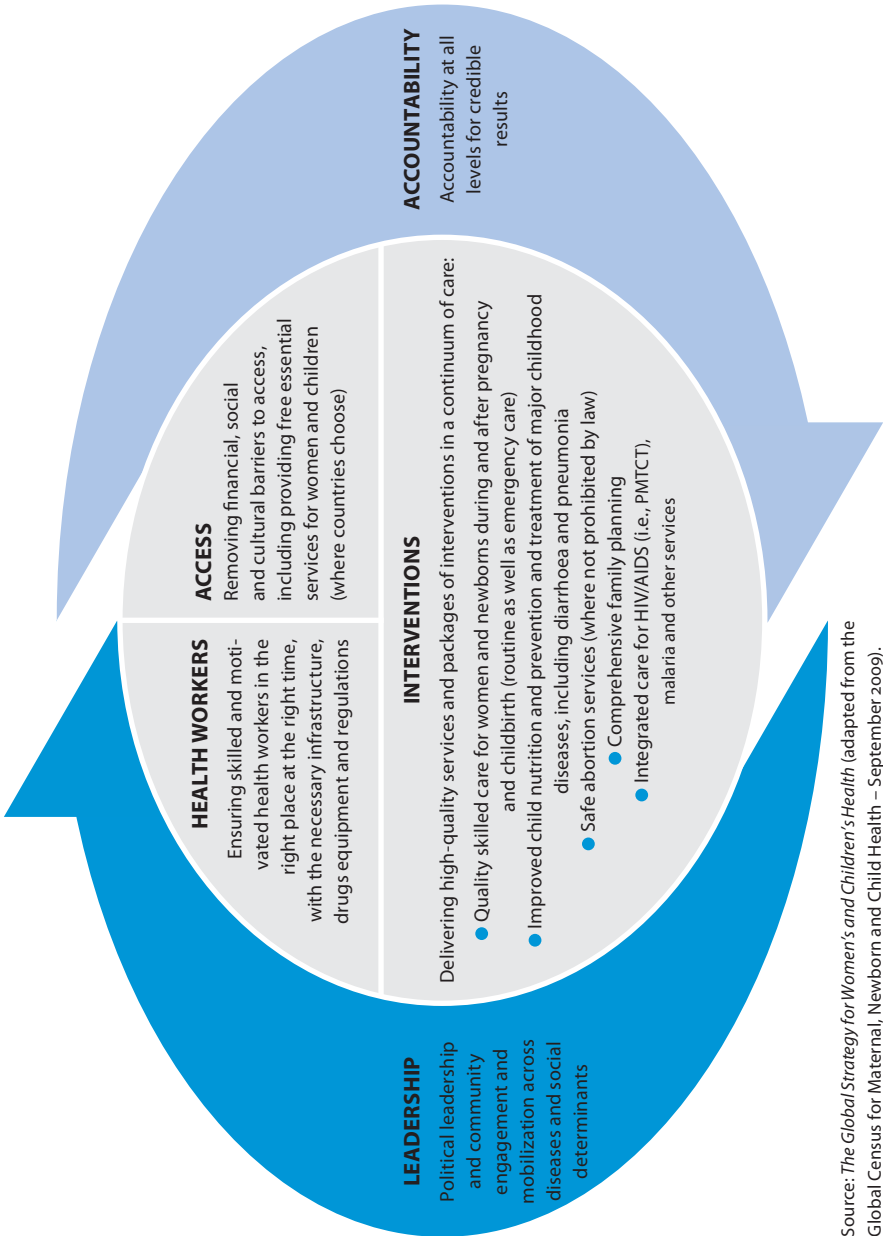 LEADERSHIP
Political leadership
and community
engagement and
mobilization across
diseases and social
determinants
HEALTH WORKERS
Ensuring skilled and moti-
vated health workers in the
right place at the right time,
with the necessary infrastructure,
drugs equipment and regulations
ACCESS
Removing financial, social
and cultural barriers to access,
including providing free essential
services for women and children
(where countries choose)
INTERVENTIONS
Delivering high-quality services and packages of interventions in a continuum of care:
● Quality skilled care for women and newborns during and after pregnancy
and childbirth (routine as well as emergency care)
● Improved child nutrition and prevention and treatment of major childhood
diseases, including diarrhoea and pneumonia
● Safe abortion services (where not prohibited by law)
● Comprehensive family planning
● Integrated care for HIV/AIDS (i.e., PMTCT),
malaria and other services
ACCOUNTABILITY
Accountability at all
levels for credible
results
Source: The Global Strategy for Women's and Children's Health (adapted from the
Global Census for Maternal, Newborn and Child Health – September 2009).